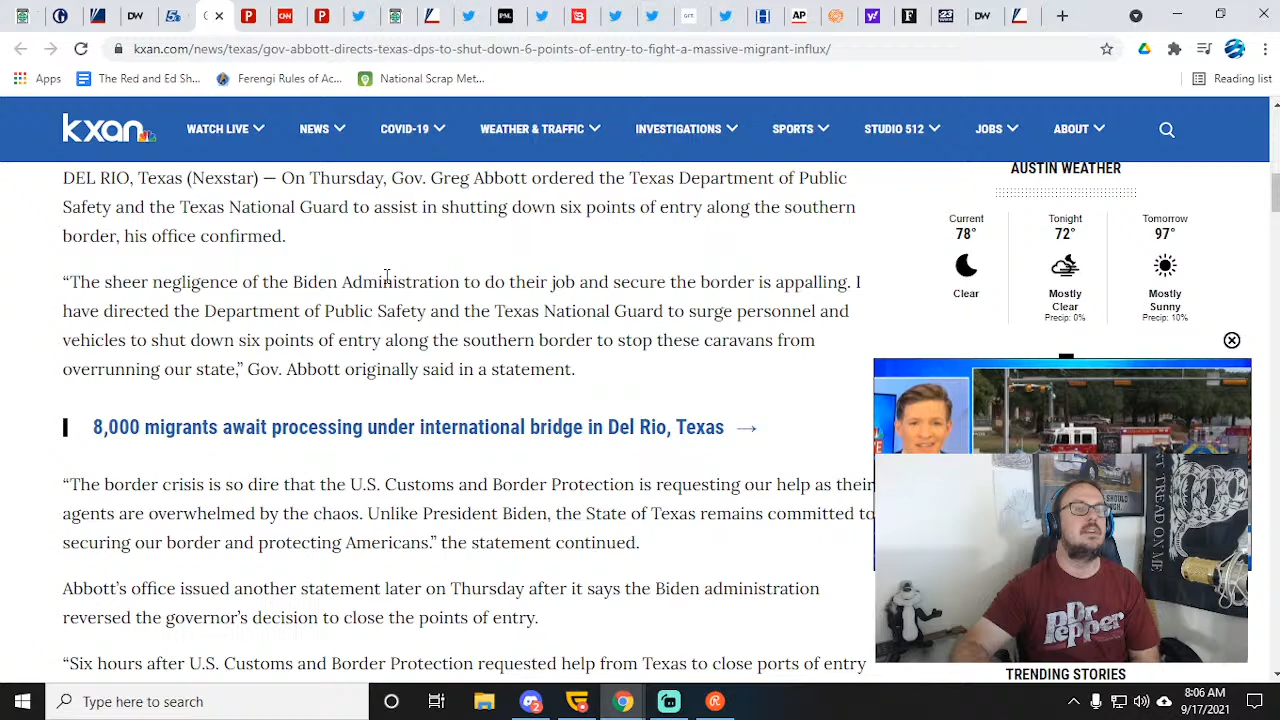 kxan.com/news/texas/gov-abbott-directs-texas-dps-to-shut-down-6-points-of-entry-to-fight-a-massive-migrant-influx/
Apps The Red and Ed Sh... Ferengi Rules of Ac... National Scrap Met... Reading list
kxan WATCH LIVE NEWS COVID-19 WEATHER & TRAFFIC INVESTIGATIONS SPORTS STUDIO 512 JOBS ABOUT
DEL RIO, Texas (Nexstar) — On Thursday, Gov. Greg Abbott ordered the Texas Department of Public
Safety and the Texas National Guard to assist in shutting down six points of entry along the southern
border, his office confirmed.
“The sheer negligence of the Biden Administration to do their job and secure the border is appalling. I
have directed the Department of Public Safety and the Texas National Guard to surge personnel and
vehicles to shut down six points of entry along the southern border to stop these caravans from
overrunning our state,” Gov. Abbott originally said in a statement.
8,000 migrants await processing under international bridge in Del Rio, Texas →
“The border crisis is so dire that the U.S. Customs and Border Protection is requesting our help as their
agents are overwhelmed by the chaos. Unlike President Biden, the State of Texas remains committed to
securing our border and protecting Americans.” the statement continued.
Abbott’s office issued another statement later on Thursday after it says the Biden administration
reversed the governor’s decision to close the points of entry.
“Six hours after U.S. Customs and Border Protection requested help from Texas to close ports of entry
AUSTIN WEATHER
Current Tonight Tomorrow
78° 72° 97°
Clear Mostly Clear Mostly Sunny
Precip: 0% Precip: 10%
SHOULD
T TREAD ON ME
Dr Pepper
TRENDING STORIES
Type here to search
2
8:06 AM
9/17/2021